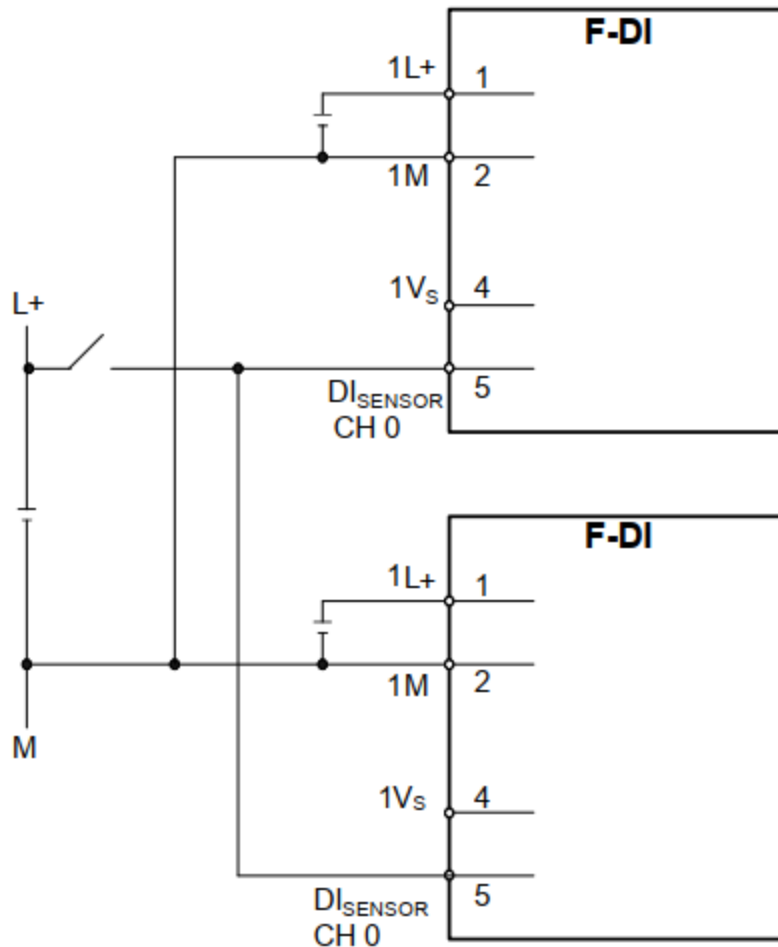 F-DI
1L+
1
1M
2
1VS
4
L+
DISENSOR
5
CH 0
F-DI
1L+
1
1M
2
M
1VS
4
DISENSOR
5
CH 0